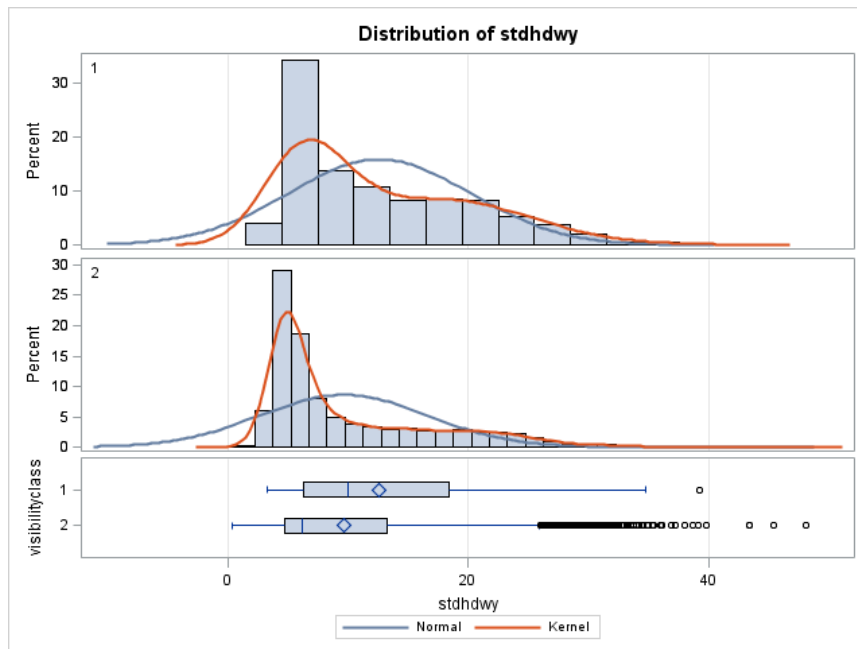 Distribution of stdhdwy
1
30
20
10
0
Percent
2
30
25
20
15
10
5
0
Percent
1
2
visibilityclass
0 20 40
stdhdwy
Normal Kernel